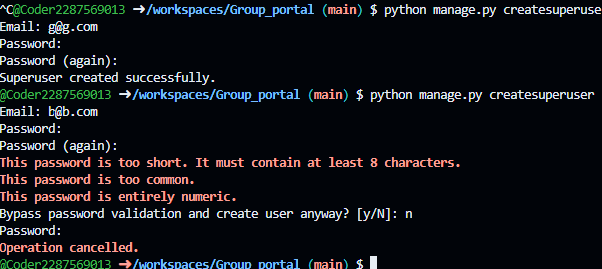 ^C@Coder2287569013 ➜/workspaces/Group_portal (main) $ python manage.py createsuperuse
Email: g@g.com
Password:
Password (again):
Superuser created successfully.
@Coder2287569013 ➜/workspaces/Group_portal (main) $ python manage.py createsuperuser
Email: b@b.com
Password:
Password (again):
This password is too short. It must contain at least 8 characters.
This password is too common.
This password is entirely numeric.
Bypass password validation and create user anyway? [y/N]: n
Password:
Operation cancelled.
@Coder2287569013 ➜/workspaces/Group_portal (main) $